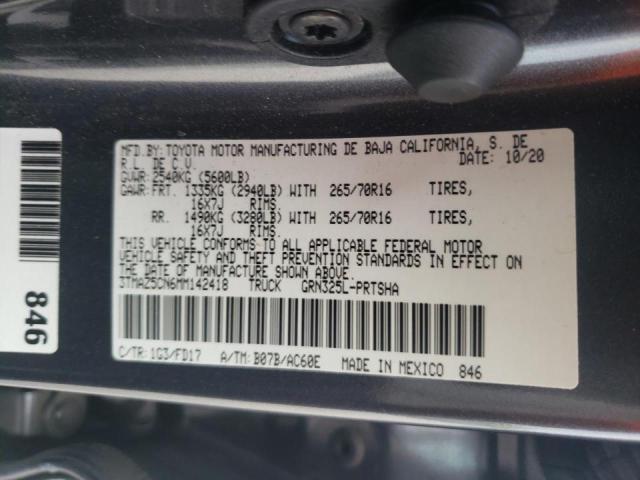 MFD.BY:TOYOTA MOTOR MANUFACTURING DE BAJA CALIFORNIA, S. DE
R L. DE C.V. DATE: 10/20
GVWR:2540KG (5600LB)
GAWR:FRT. 1335KG (2940LB) WITH 265/70R16 TIRES,
16X7J RIMS.
RR. 1490KG (3280LB) WITH 265/70R16 TIRES,
16X7J RIMS.
THIS VEHICLE CONFORMS TO ALL APPLICABLE FEDERAL MOTOR
VEHICLE SAFETY AND THEFT PREVENTION STANDARDS IN EFFECT
ON THE DATE OF MANUFACTURE SHOWN ABOVE.
3TMAZ5CN6MM142418 TRUCK GRN325L-PRTSHA
C/TR:1G3/FD17 A/TM:B07B/AC60E MADE IN MEXICO 846
846